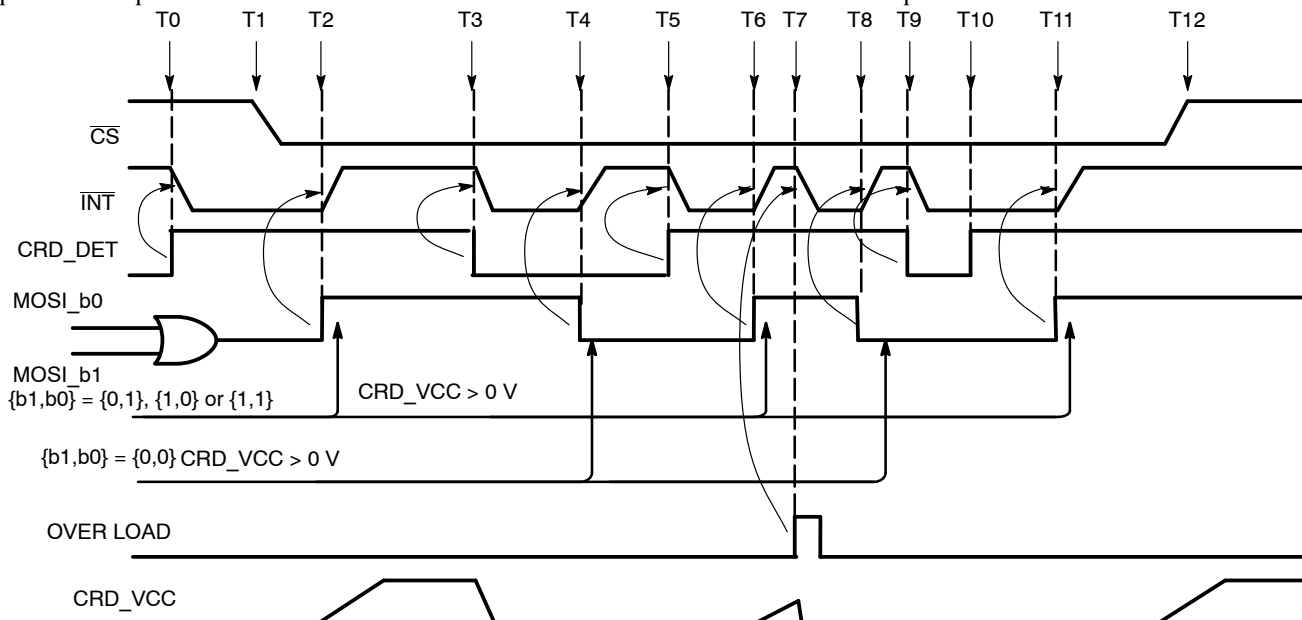 T0 T1 T2 T3 T4 T5 T6 T7 T8 T9 T10 T11 T12
CS
INT
CRD_DET
MOSI_b0
MOSI_b1
{b1,b0} = {0,1}, {1,0} or {1,1}
CRD_VCC > 0 V
{b1,b0} = {0,0} CRD_VCC > 0 V
OVER LOAD
CRD_VCC